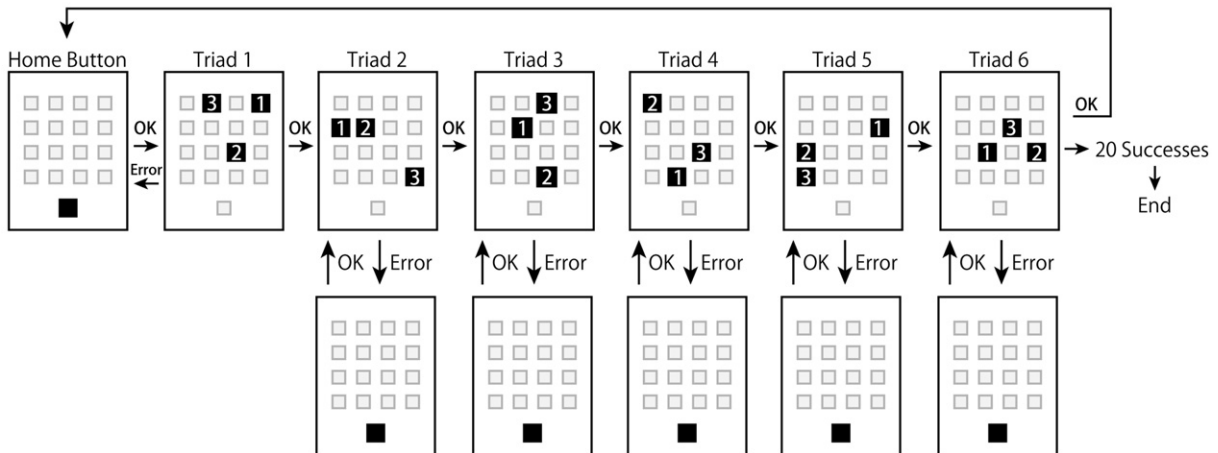 Home Button
Triad 1
Triad 2
Triad 3
Triad 4
Triad 5
Triad 6
3 1
3
2
OK
1
OK
OK
1 2
OK
1
OK
OK
1
OK
3
20 Successes
Error
2
3
2
1 2
3
2
1
3
End
OK Error
OK Error
OK Error
OK Error
OK Error